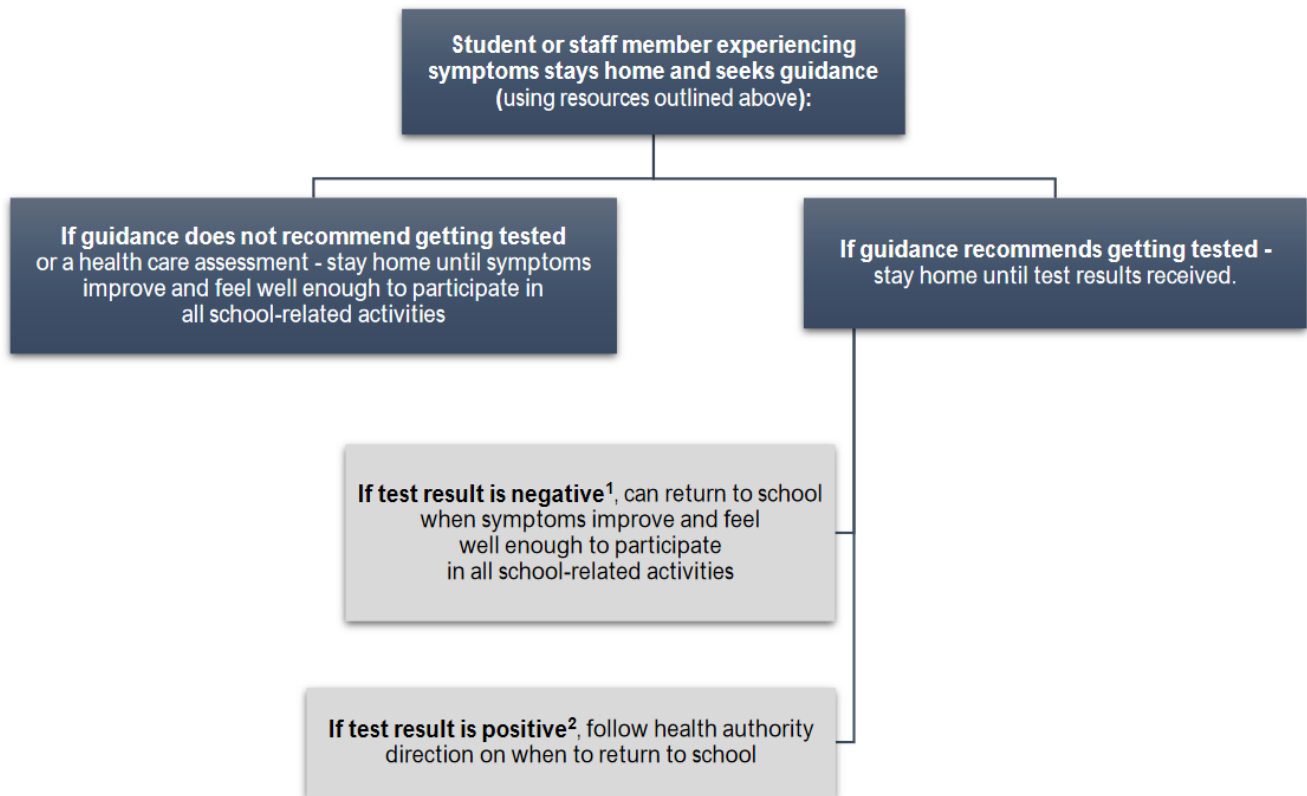 Student or staff member experiencing
symptoms stays home and seeks guidance
(using resources outlined above):
If guidance does not recommend getting tested
or a health care assessment - stay home until symptoms
improve and feel well enough to participate in
all school-related activities
If guidance recommends getting tested -
stay home until test results received.
If test result is negative¹, can return to school
when symptoms improve and feel
well enough to participate
in all school-related activities
If test result is positive², follow health authority
direction on when to return to school